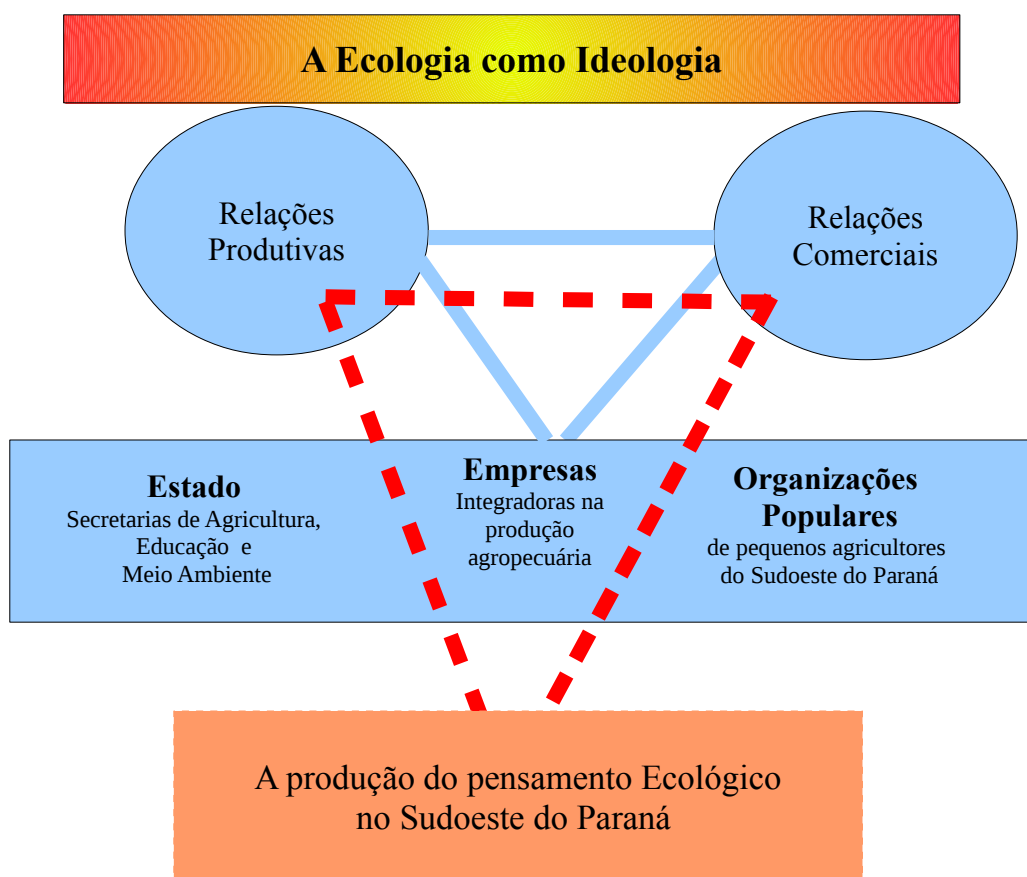 A Ecologia como Ideologia
Relações
Produtivas
Relações
Comerciais
Estado
Secretarias de Agricultura,
Educação e
Meio Ambiente
Empresas
Integradoras na
produção
agropecuária
Organizações
Populares
de pequenos agricultores
do Sudoeste do Paraná
A produção do pensamento Ecológico
no Sudoeste do Paraná